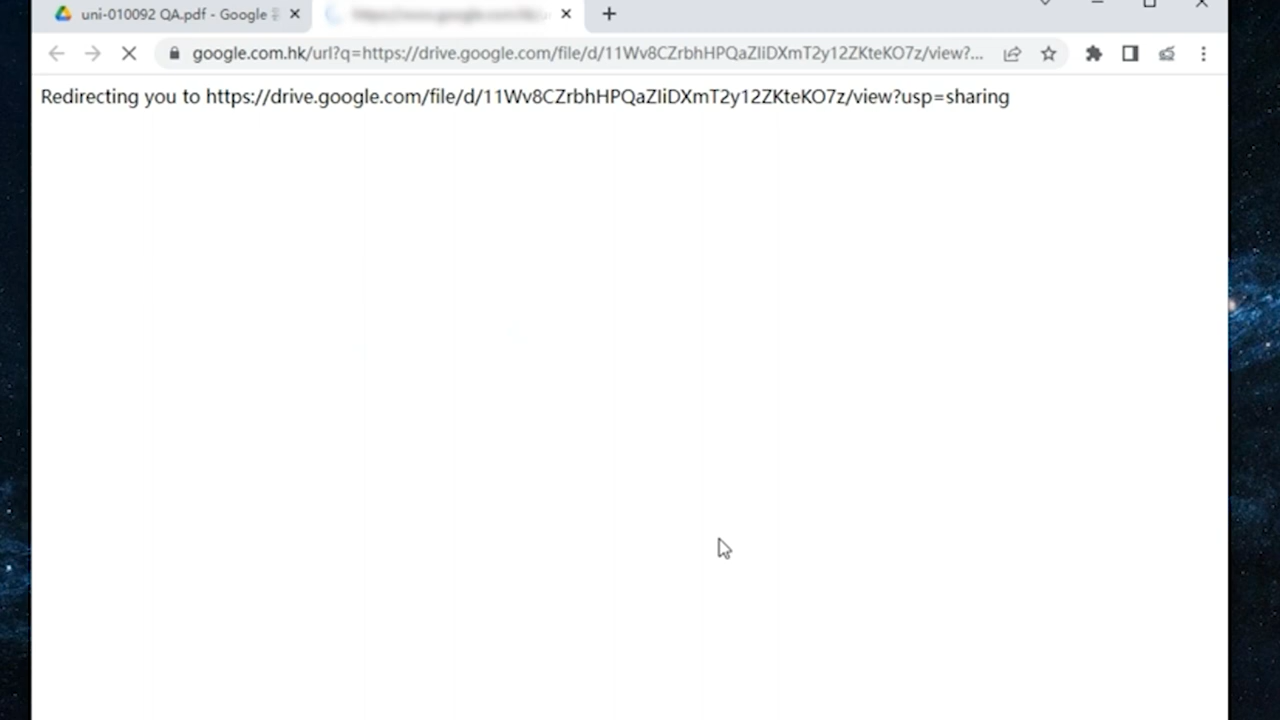 uni-010092 QA.pdf - Google
google.com.hk/url?q=https://drive.google.com/file/d/11Wv8CZrbhHPQaZIiDXmT2y12ZKteKO7z/view?...
Redirecting you to https://drive.google.com/file/d/11Wv8CZrbhHPQaZIiDXmT2y12ZKteKO7z/view?usp=sharing